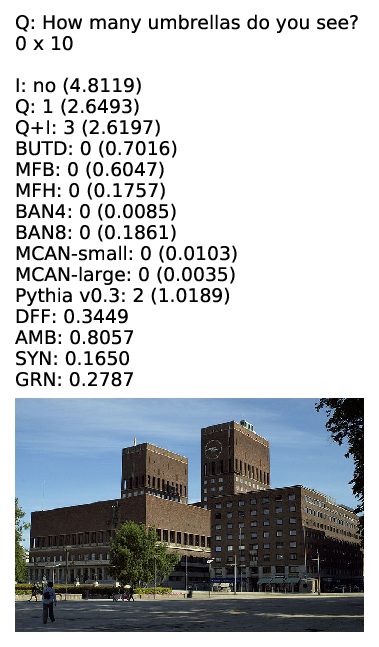 Q: How many umbrellas do you see?
0 x 10
I: no (4.8119)
Q: 1 (2.6493)
Q+I: 3 (2.6197)
BUTD: 0 (0.7016)
MFB: 0 (0.6047)
MFH: 0 (0.1757)
BAN4: 0 (0.0085)
BAN8: 0 (0.1861)
MCAN-small: 0 (0.0103)
MCAN-large: 0 (0.0035)
Pythia v0.3: 2 (1.0189)
DFF: 0.3449
AMB: 0.8057
SYN: 0.1650
GRN: 0.2787